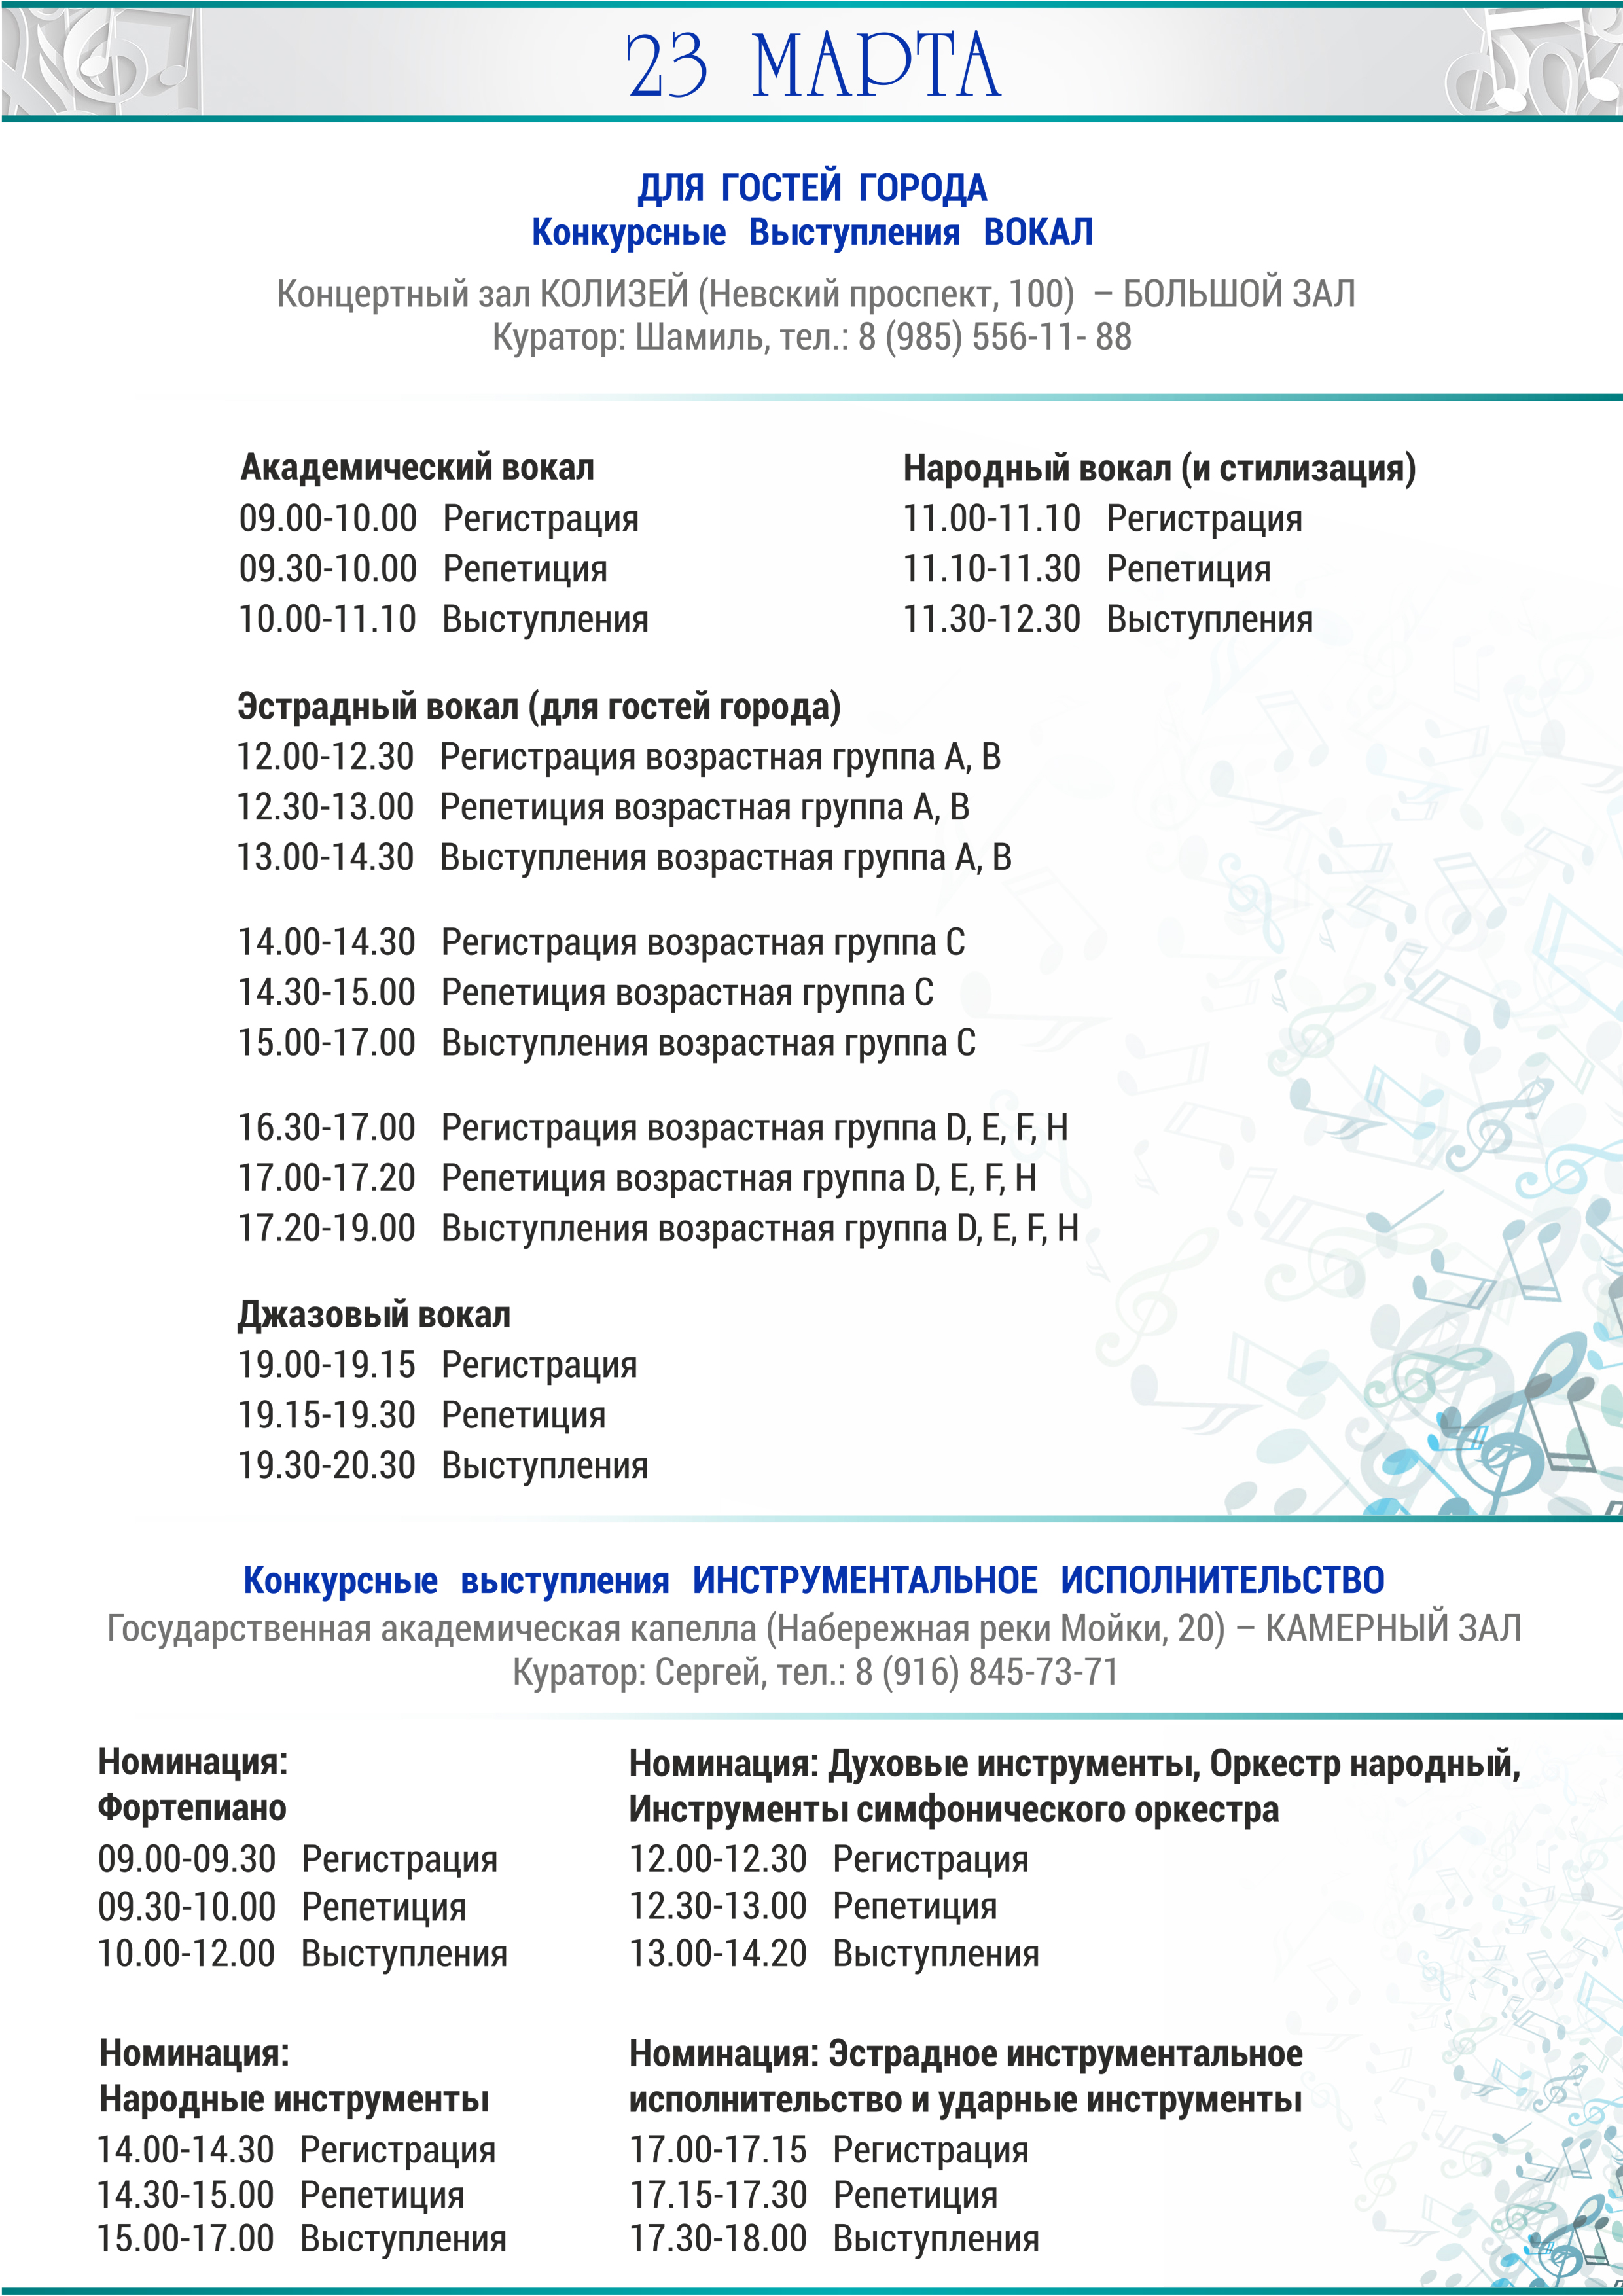 23 МАРТА
ДЛЯ ГОСТЕЙ ГОРОДА
Конкурсные Выступления ВОКАЛ
Концертный зал КОЛИЗЕЙ (Невский проспект, 100) – БОЛЬШОЙ ЗАЛ
Куратор: Шамиль, тел.: 8 (985) 556-11- 88
Академический вокал
09.00-10.00 Регистрация
09.30-10.00 Репетиция
10.00-11.10 Выступления
Народный вокал (и стилизация)
11.00-11.10 Регистрация
11.10-11.30 Репетиция
11.30-12.30 Выступления
Эстрадный вокал (для гостей города)
12.00-12.30 Регистрация возрастная группа А, В
12.30-13.00 Репетиция возрастная группа А, В
13.00-14.30 Выступления возрастная группа А, В
14.00-14.30 Регистрация возрастная группа С
14.30-15.00 Репетиция возрастная группа С
15.00-17.00 Выступления возрастная группа С
16.30-17.00 Регистрация возрастная группа D, E, F, H
17.00-17.20 Репетиция возрастная группа D, E, F, H
17.20-19.00 Выступления возрастная группа D, E, F, H
Джазовый вокал
19.00-19.15 Регистрация
19.15-19.30 Репетиция
19.30-20.30 Выступления
Конкурсные выступления ИНСТРУМЕНТАЛЬНОЕ ИСПОЛНИТЕЛЬСТВО
Государственная академическая капелла (Набережная реки Мойки, 20) – КАМЕРНЫЙ ЗАЛ
Куратор: Сергей, тел.: 8 (916) 845-73-71
Номинация:
Фортепиано
09.00-09.30 Регистрация
09.30-10.00 Репетиция
10.00-12.00 Выступления
Номинация: Духовые инструменты, Оркестр народный,
Инструменты симфонического оркестра
12.00-12.30 Регистрация
12.30-13.00 Репетиция
13.00-14.20 Выступления
Номинация:
Народные инструменты
14.00-14.30 Регистрация
14.30-15.00 Репетиция
15.00-17.00 Выступления
Номинация: Эстрадное инструментальное
исполнительство и ударные инструменты
17.00-17.15 Регистрация
17.15-17.30 Репетиция
17.30-18.00 Выступления